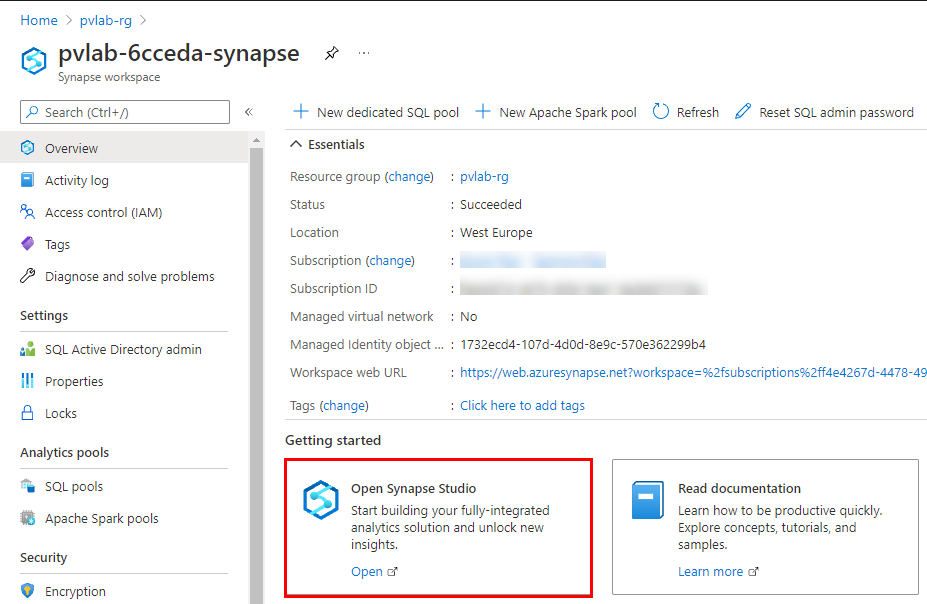 Home > pvlab-rg >
pvlab-6cceda-synapse
Synapse workspace
Search (Ctrl+/)
Overview
Activity log
Access control (IAM)
Tags
Diagnose and solve problems
Settings
SQL Active Directory admin
Properties
Locks
Analytics pools
SQL pools
Apache Spark pools
Security
Encryption
New dedicated SQL pool New Apache Spark pool Refresh Reset SQL admin password
Essentials
Resource group (change) : pvlab-rg
Status : Succeeded
Location : West Europe
Subscription (change) :
Subscription ID :
Managed virtual network : No
Managed Identity object ... : 1732ecd4-107d-4d0d-8e9c-570e362299b4
Workspace web URL : https://web.azuresynapse.net?workspace=%2fsubscriptions%2ff4e4267d-4478-49
Tags (change) : Click here to add tags
Getting started
Open Synapse Studio
Start building your fully-integrated
analytics solution and unlock new
insights.
Open
Read documentation
Learn how to be productive quickly.
Explore concepts, tutorials, and
samples.
Learn more